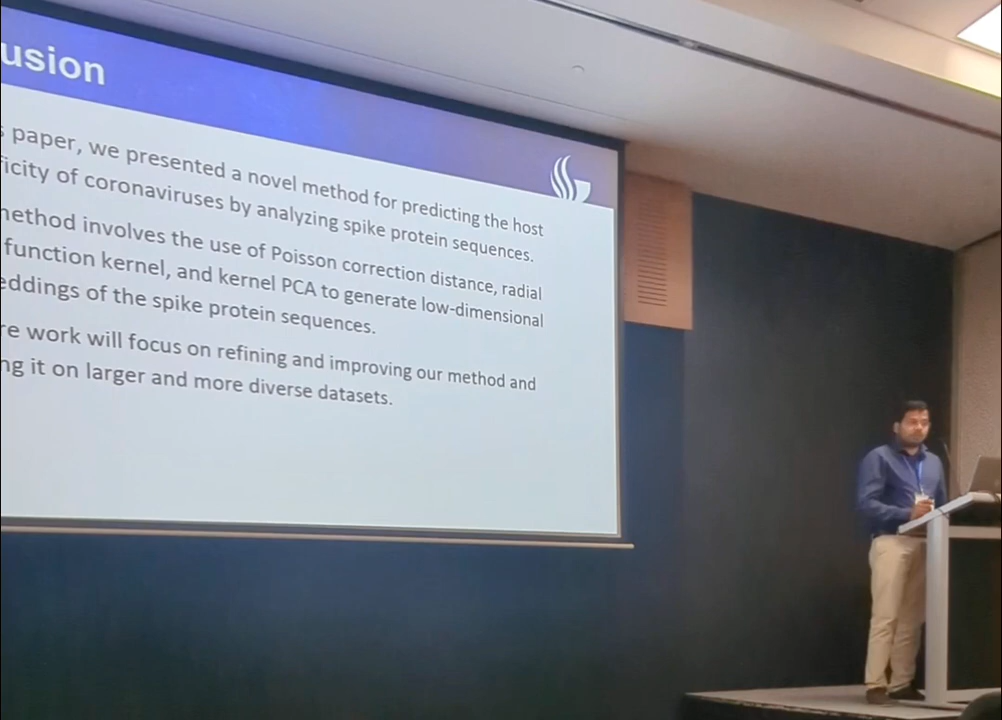 usion
s paper, we presented a novel method for predicting the host
icity of coronaviruses by analyzing spike protein sequences.
nethod involves the use of Poisson correction distance, radial
function kernel, and kernel PCA to generate low-dimensional
eddings of the spike protein sequences.
re work will focus on refining and improving our method and
ng it on larger and more diverse datasets.